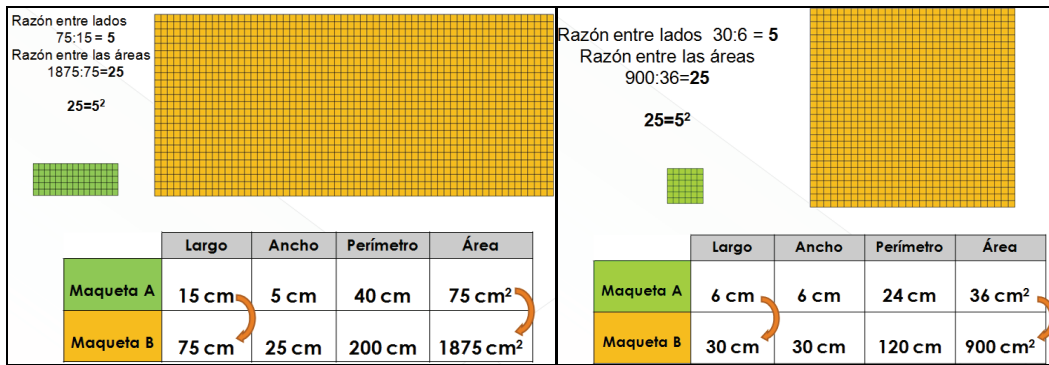 Razón entre lados
75:15 = 5
Razón entre las áreas
1875:75=25
25=5²
Largo Ancho Perímetro Área
Maqueta A 15 cm 5 cm 40 cm 75 cm²
Maqueta B 75 cm 25 cm 200 cm 1875 cm²
Razón entre lados 30:6 = 5
Razón entre las áreas
900:36=25
25=5²
Largo Ancho Perímetro Área
Maqueta A 6 cm 6 cm 24 cm 36 cm²
Maqueta B 30 cm 30 cm 120 cm 900 cm²